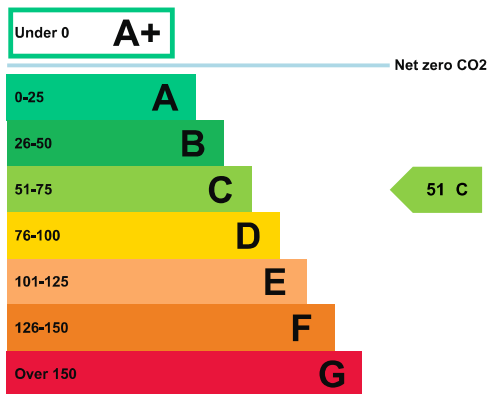 Under 0 A+
Net zero CO2
0-25 A
26-50 B
51-75 C
51 C
76-100 D
101-125 E
126-150 F
Over 150 G